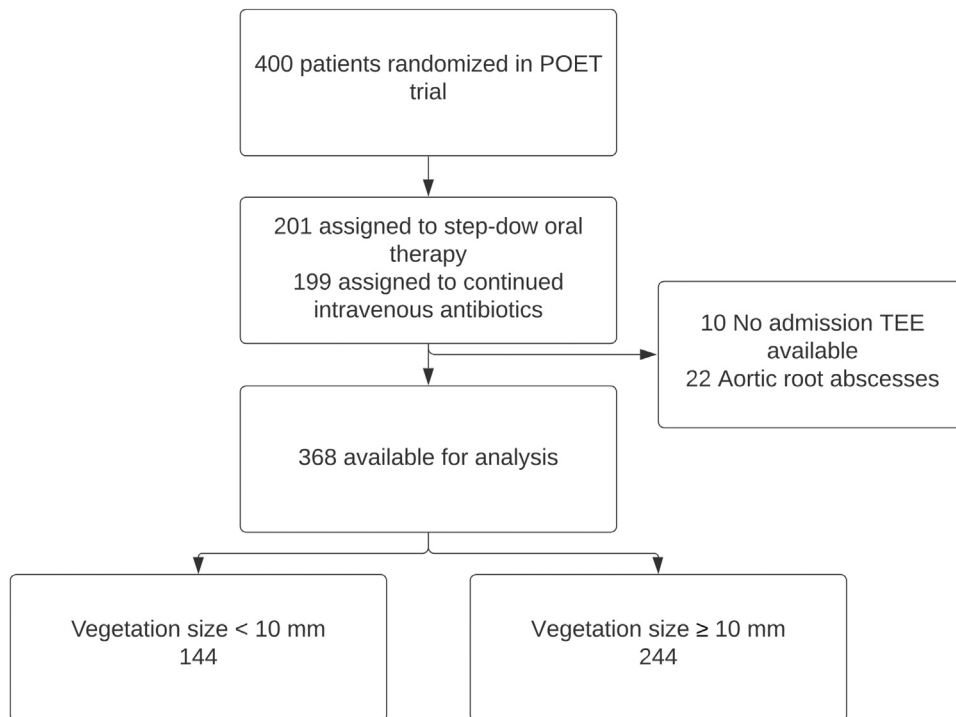 400 patients randomized in POET
trial
201 assigned to step-dow oral
therapy
199 assigned to continued
intravenous antibiotics
10 No admission TEE
available
22 Aortic root abscesses
368 available for analysis
Vegetation size < 10 mm
144
Vegetation size ≥ 10 mm
244